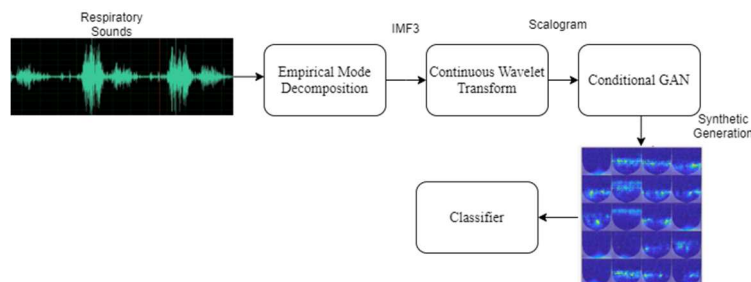 Respiratory
Sounds
Empirical Mode
Decomposition
IMF3
Continuous Wavelet
Transform
Scalogram
Conditional GAN
Synthetic
Generation
Classifier